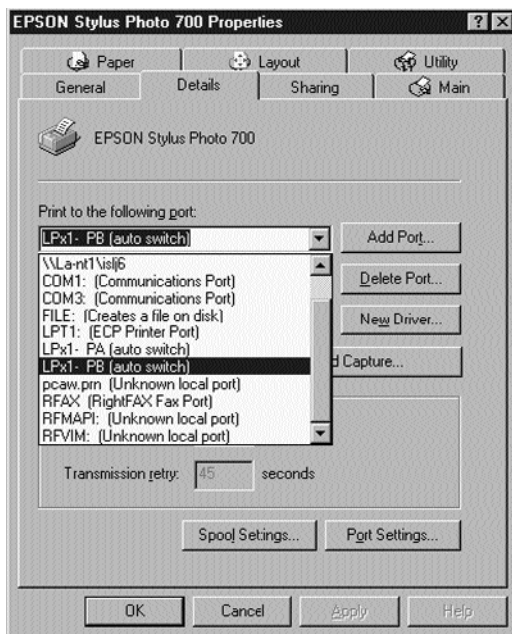 EPSON Stylus Photo 700 Properties
Paper
Layout
Utility
General
Details
Sharing
Main
EPSON Stylus Photo 700
Print to the following port:
LPx1- PB (auto switch)
Add Port...
\\La-nt1\islj6
COM1: (Communications Port)
COM3: (Communications Port)
FILE: (Creates a file on disk)
LPT1: (ECP Printer Port)
LPx1- PA (auto switch)
LPx1- PB (auto switch)
pcaw.prn (Unknown local port)
RFAX (RightFAX Fax Port)
RFMAPI: (Unknown local port)
RFVIM: (Unknown local port)
Delete Port...
New Driver...
d Capture...
Transmission retry: 45 seconds
Spool Settings...
Port Settings...
OK
Cancel
Apply
Help